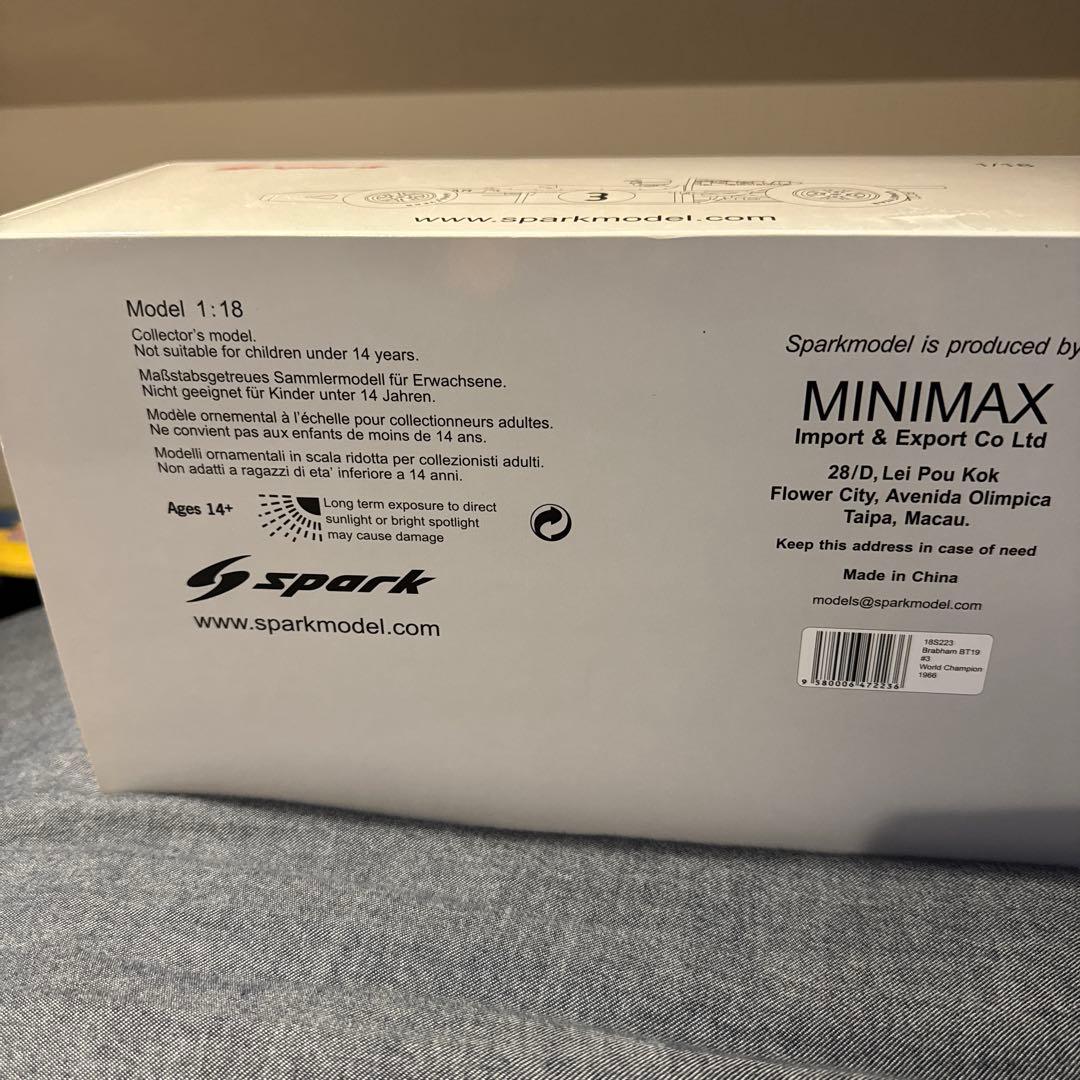 1/18
3
www.sparkmodel.com
Model 1:18
Collector's model.
Not suitable for children under 14 years.
Maßstabsgetreues Sammlermodell für Erwachsene.
Nicht geeignet für Kinder unter 14 Jahren.
Modèle ornemental à l'échelle pour collectionneurs adultes.
Ne convient pas aux enfants de moins de 14 ans.
Modelli ornamentali in scala ridotta per collezionisti adulti.
Non adatti a ragazzi di eta' inferiore a 14 anni.
Ages 14+
Long term exposure to direct
sunlight or bright spotlight
may cause damage
spark
www.sparkmodel.com
Sparkmodel is produced by
MINIMAX
Import & Export Co Ltd
28/D, Lei Pou Kok
Flower City, Avenida Olimpica
Taipa, Macau.
Keep this address in case of need
Made in China
models@sparkmodel.com
9 580006 472236
18S223
Brabham BT19
#3
World Champion
1966